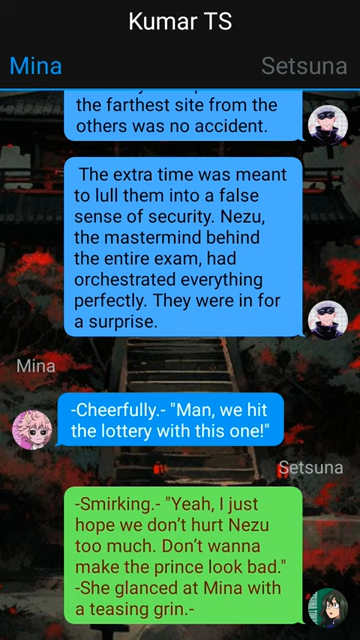 Kumar TS
Mina
Setsuna
the farthest site from the
others was no accident.
The extra time was meant
to lull them into a false
sense of security. Nezu,
the mastermind behind
the entire exam, had
orchestrated everything
perfectly. They were in for
a surprise.
Mina
-Cheerfully.- "Man, we hit
the lottery with this one!"
Setsuna
-Smirking.- "Yeah, I just
hope we don't hurt Nezu
too much. Don't wanna
make the prince look bad."
-She glanced at Mina with
a teasing grin.-